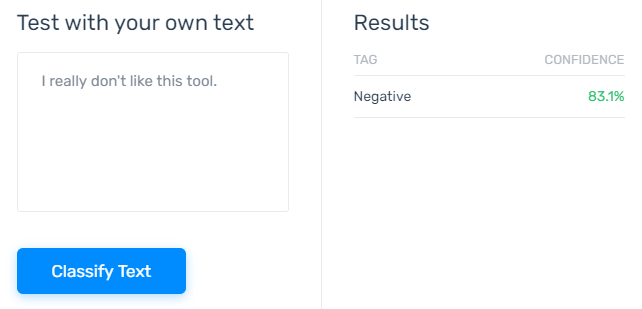 Test with your own text
I really don't like this tool.
Classify Text
Results
TAG CONFIDENCE
Negative 83.1%